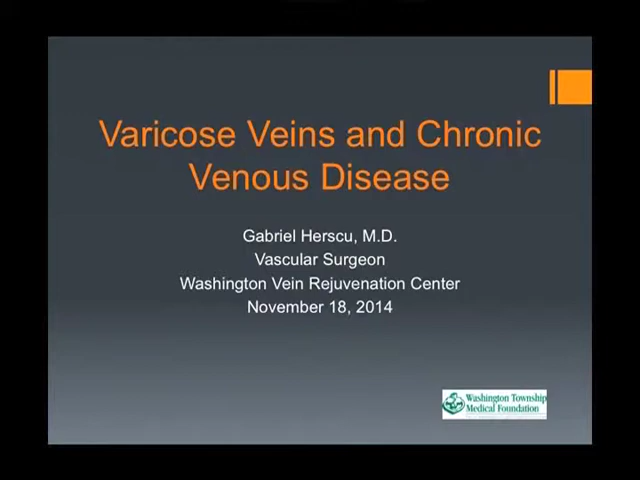 Varicose Veins and Chronic
Venous Disease
Gabriel Herscu, M.D.
Vascular Surgeon
Washington Vein Rejuvenation Center
November 18, 2014
Washington Township
Medical Foundation